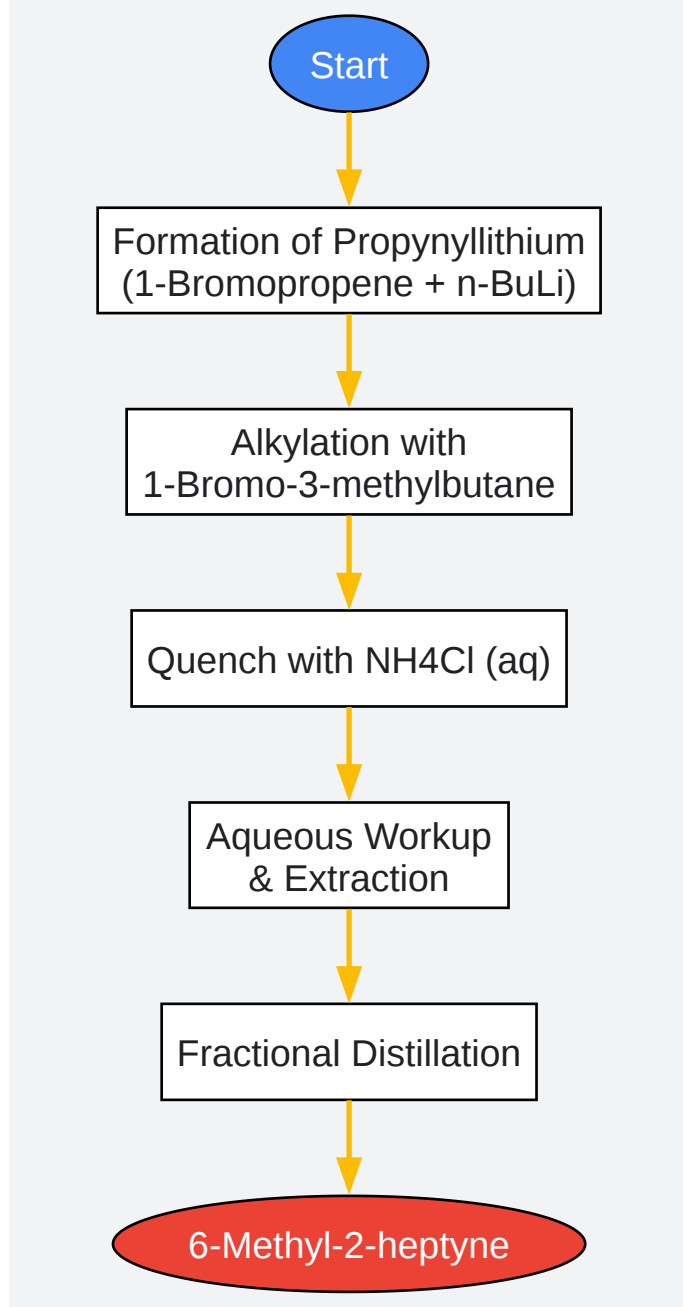 Start
Formation of Propynyllithium
(1-Bromopropene + n-BuLi)
Alkylation with
1-Bromo-3-methylbutane
Quench with NH4Cl (aq)
Aqueous Workup
& Extraction
Fractional Distillation
6-Methyl-2-heptyne